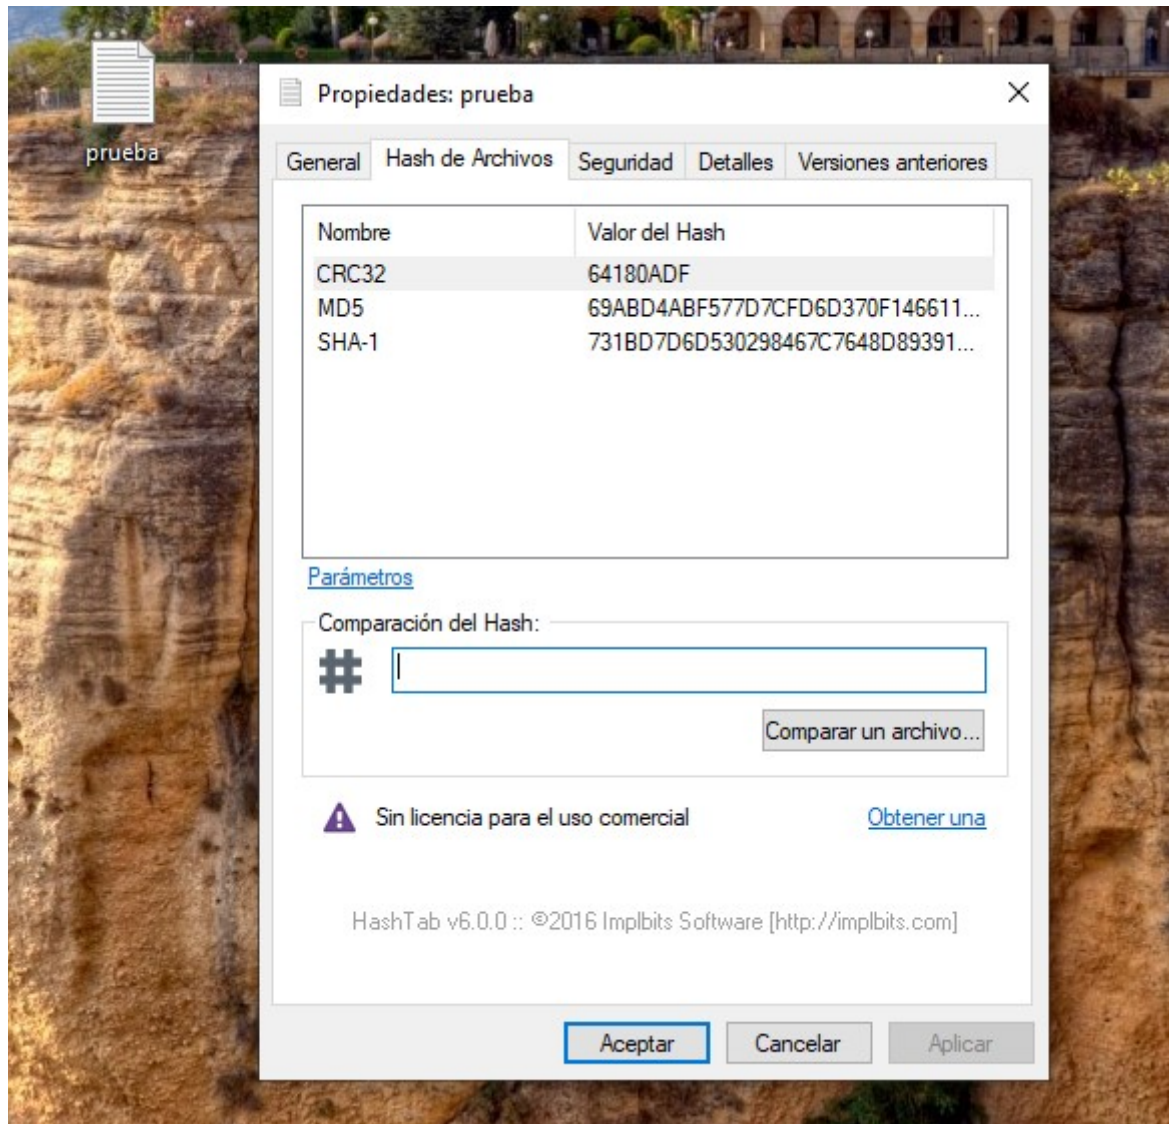 prueba
Propiedades: prueba
General Hash de Archivos Seguridad Detalles Versiones anteriores
Nombre Valor del Hash
CRC32 64180ADF
MD5 69ABD4ABF577D7CFD6D370F146611...
SHA-1 731BD7D6D530298467C7648D89391...
Parámetros
Comparación del Hash:
Comparar un archivo...
Sin licencia para el uso comercial Obtener una
HashTab v6.0.0 :: ©2016 Implbits Software [http://implbits.com]
Aceptar Cancelar Aplicar